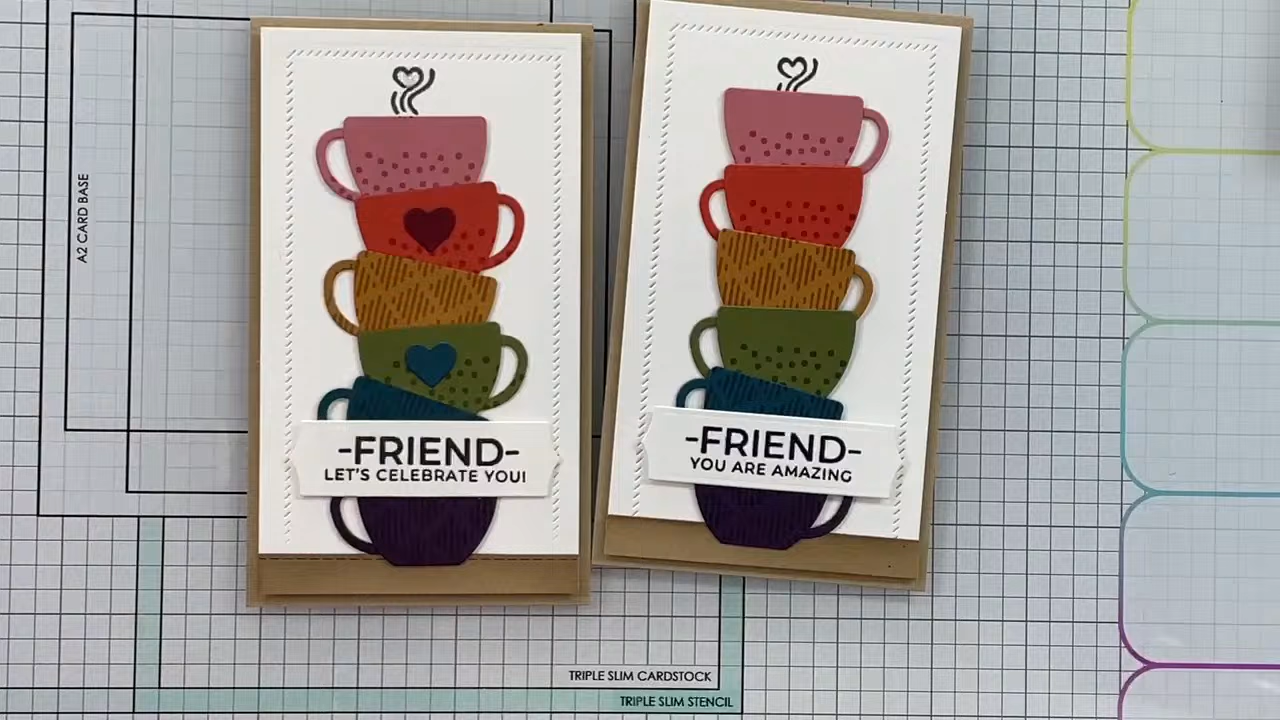 A2 CARD BASE
-FRIEND-
LET'S CELEBRATE YOU!
-FRIEND-
YOU ARE AMAZING
TRIPLE SLIM CARDSTOCK
TRIPLE SLIM STENCIL